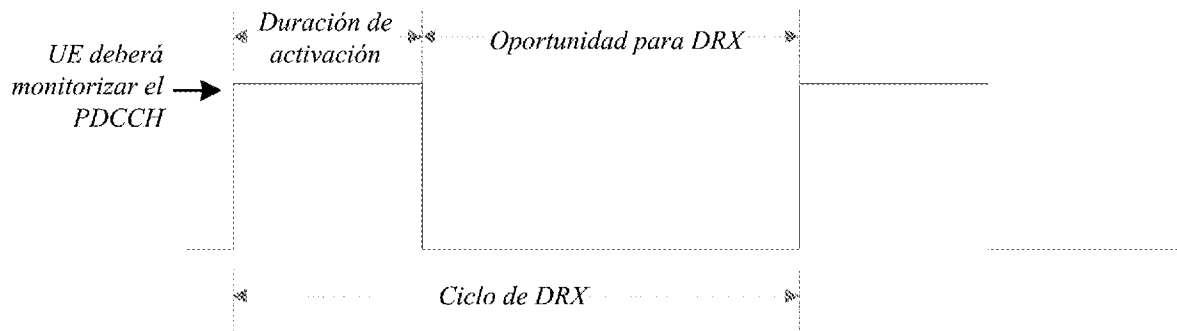 Duración de
activación
Oportunidad para DRX
UE deberá
monitorizar el
PDCCH
Ciclo de DRX